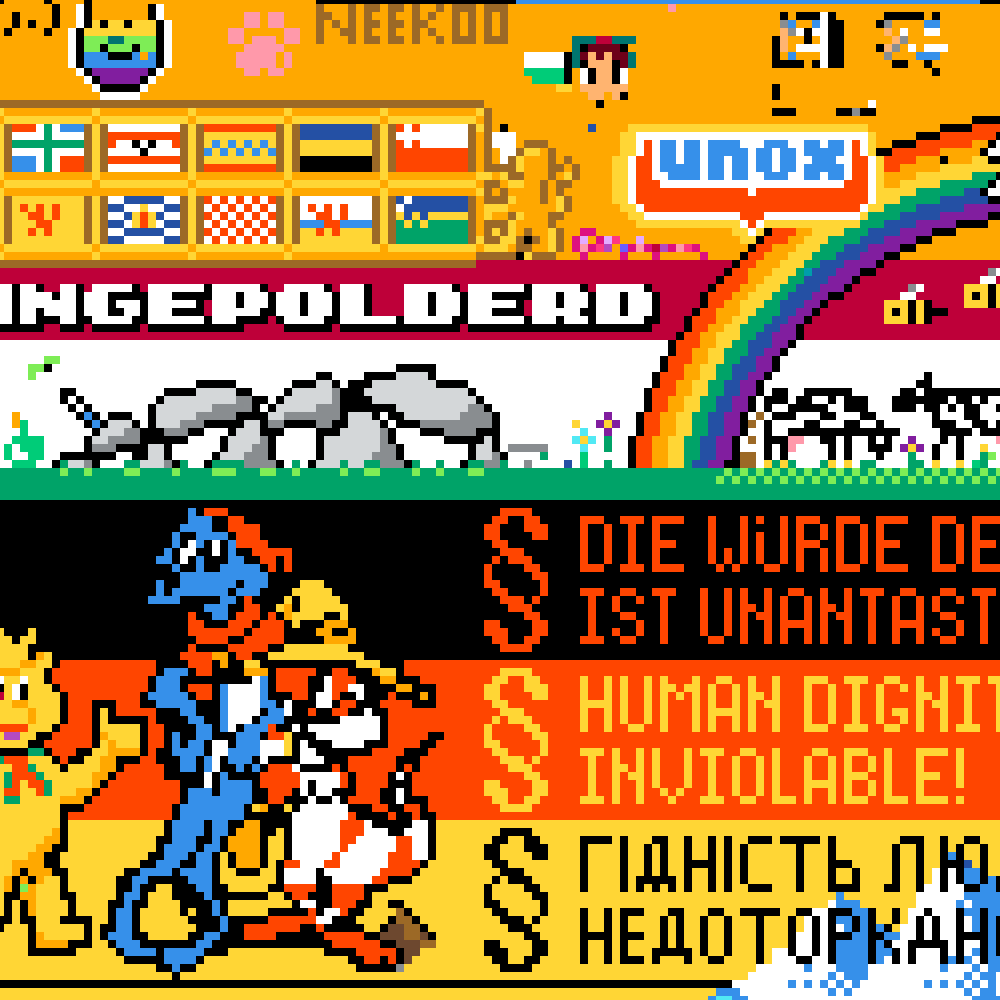 NEEKOO
unox
INGEPOLDERD
§ DIE WÜRDE DE
IST UNANTAST
§ HUMAN DIGNIT
INVIOLABLE!
§ ГІДНІСТЬ ЛЮ
НЕДОТОРКАН